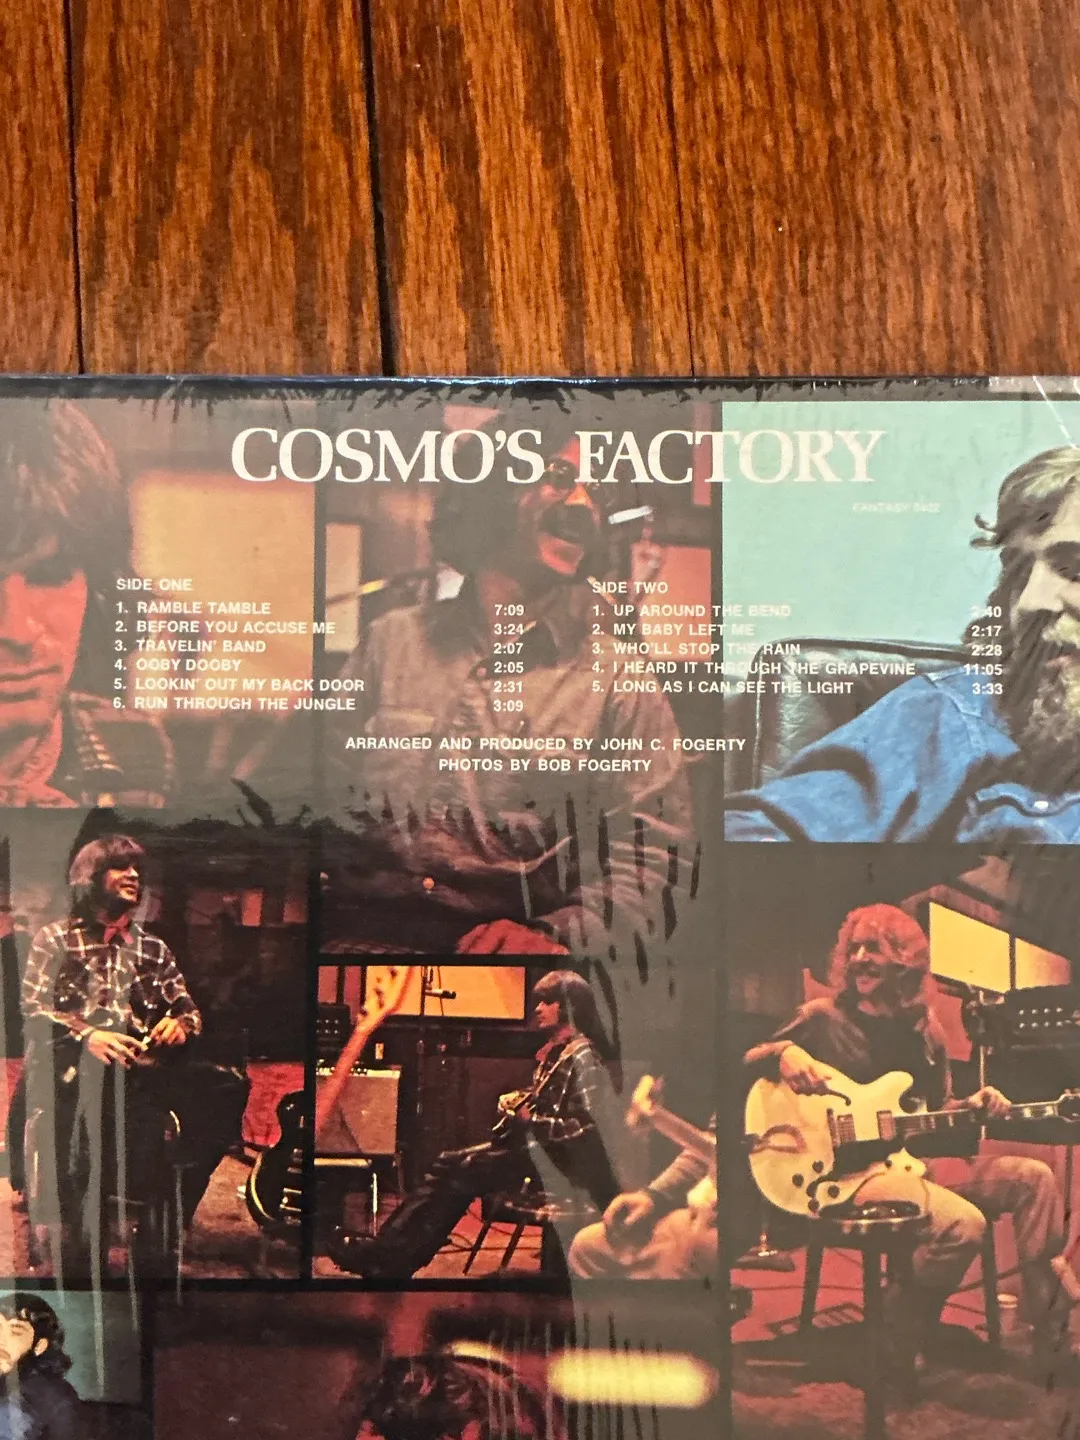 COSMO'S FACTORY
FANTASY 8402
SIDE ONE
1. RAMBLE TAMBLE 7:09
2. BEFORE YOU ACCUSE ME 3:24
3. TRAVELIN' BAND 2:07
4. OOBY DOOBY 2:05
5. LOOKIN' OUT MY BACK DOOR 2:31
6. RUN THROUGH THE JUNGLE 3:09
SIDE TWO
1. UP AROUND THE BEND 2:40
2. MY BABY LEFT ME 2:17
3. WHO'LL STOP THE RAIN 2:28
4. I HEARD IT THROUGH THE GRAPEVINE 11:05
5. LONG AS I CAN SEE THE LIGHT 3:33
ARRANGED AND PRODUCED BY JOHN C. FOGERTY
PHOTOS BY BOB FOGERTY